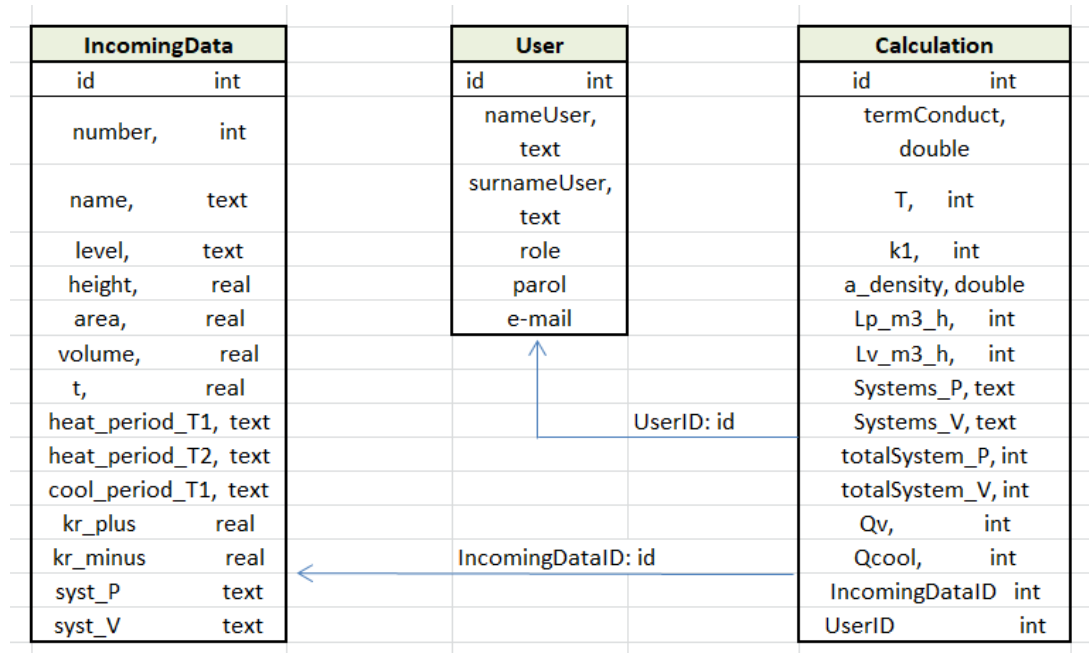 IncomingData
id int
number, int
name, text
level, text
height, real
area, real
volume, real
t, real
heat_period_T1, text
heat_period_T2, text
cool_period_T1, text
kr_plus real
kr_minus real
syst_P text
syst_V text
User
id int
nameUser,
text
surnameUser,
text
role
parol
e-mail
UserID: id
IncomingDataID: id
Calculation
id int
termConduct,
double
T, int
k1, int
a_density, double
Lp_m3_h, int
Lv_m3_h, int
Systems_P, text
Systems_V, text
totalSystem_P, int
totalSystem_V, int
Qv, int
Qcool, int
IncomingDataID int
UserID int